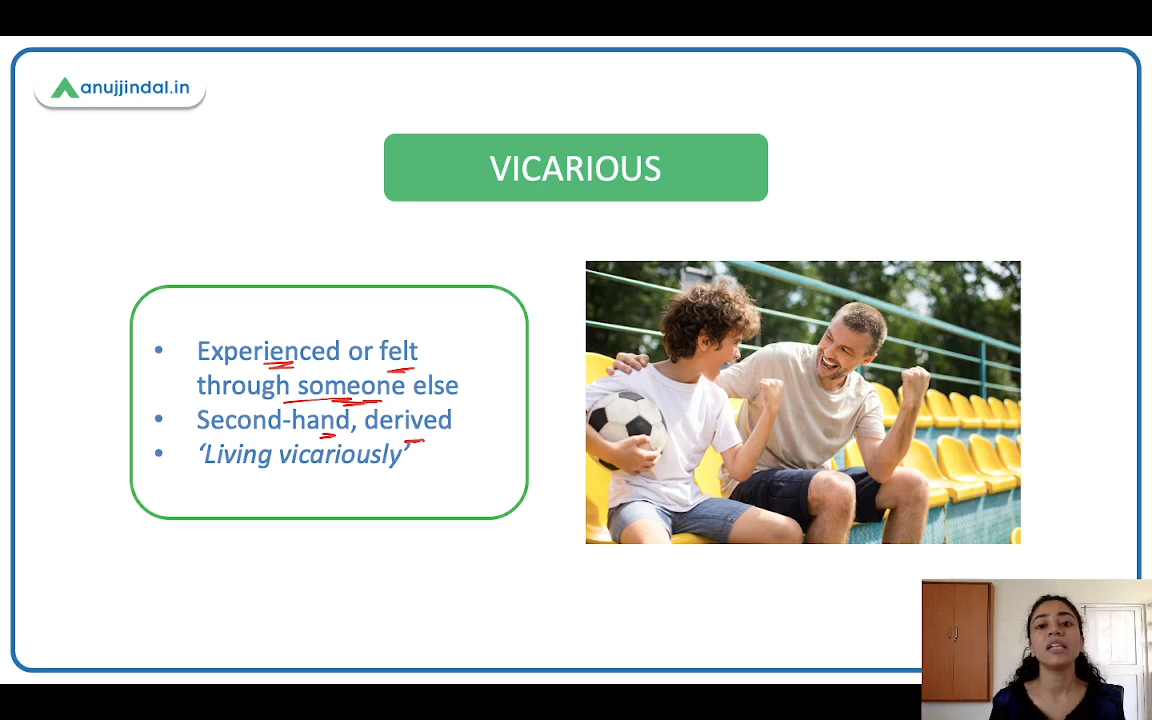 anujjindal.in
VICARIOUS
• Experienced or felt
through someone else
• Second-hand, derived
• ‘Living vicariously’